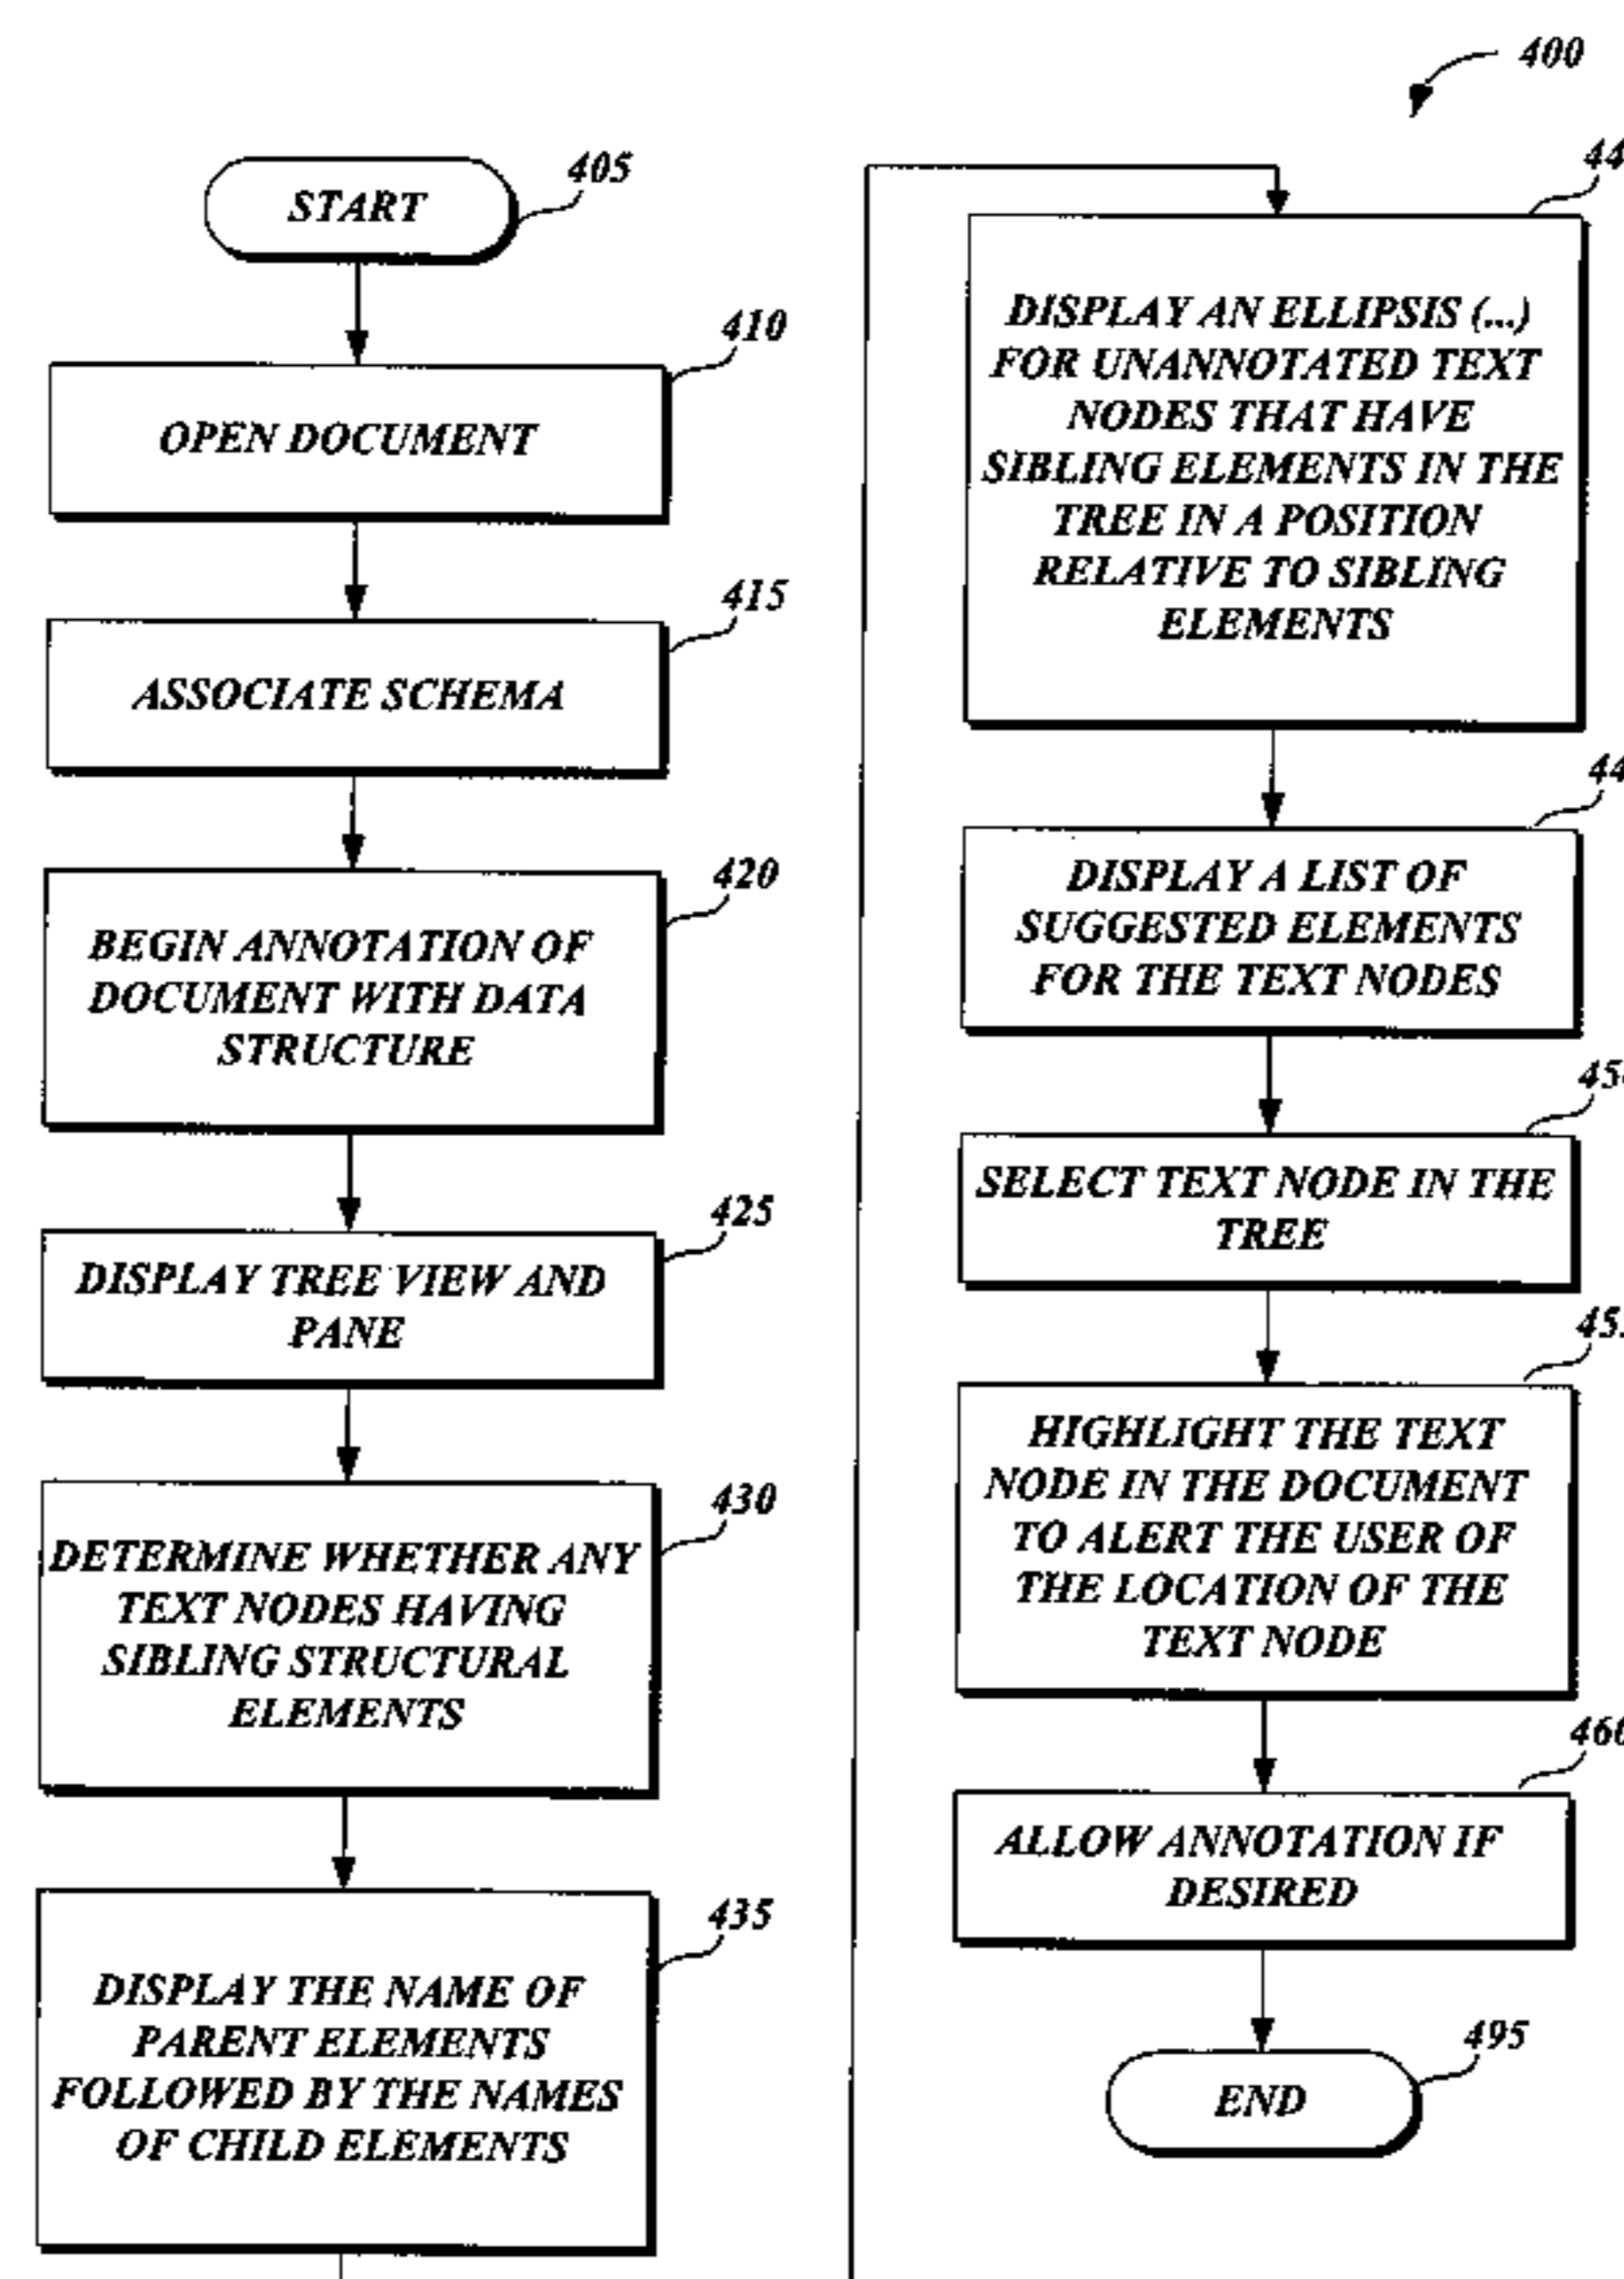 400
START
405
OPEN DOCUMENT
410
ASSOCIATE SCHEMA
415
BEGIN ANNOTATION OF
DOCUMENT WITH DATA
STRUCTURE
420
DISPLAY TREE VIEW AND
PANE
425
DETERMINE WHETHER ANY
TEXT NODES HAVING
SIBLING STRUCTURAL
ELEMENTS
430
DISPLAY THE NAME OF
PARENT ELEMENTS
FOLLOWED BY THE NAMES
OF CHILD ELEMENTS
435
44
DISPLAY AN ELLIPSIS (...)
FOR UNANNOTATED TEXT
NODES THAT HAVE
SIBLING ELEMENTS IN THE
TREE IN A POSITION
RELATIVE TO SIBLING
ELEMENTS
44
DISPLAY A LIST OF
SUGGESTED ELEMENTS
FOR THE TEXT NODES
45
SELECT TEXT NODE IN THE
TREE
45
HIGHLIGHT THE TEXT
NODE IN THE DOCUMENT
TO ALERT THE USER OF
THE LOCATION OF THE
TEXT NODE
460
ALLOW ANNOTATION IF
DESIRED
END
495